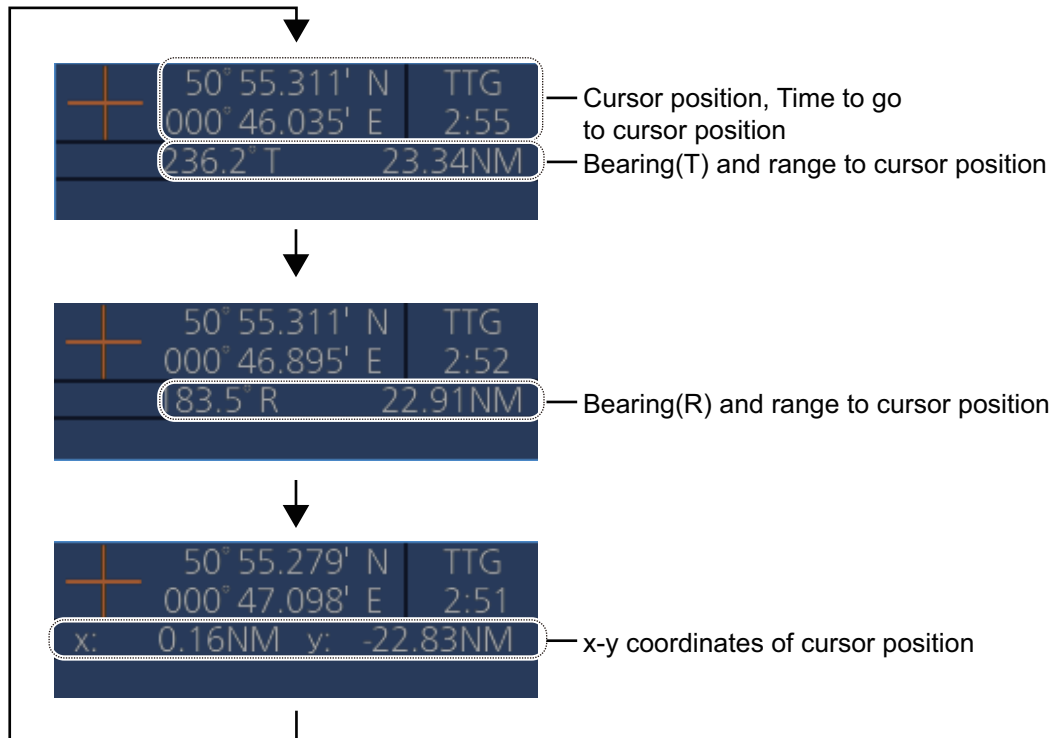 50° 55.311' N TTG
000° 46.035' E 2:55
236.2° T 23.34NM
Cursor position, Time to go
to cursor position
Bearing(T) and range to cursor position
50° 55.311' N TTG
000° 46.895' E 2:52
183.5° R 22.91NM
Bearing(R) and range to cursor position
50° 55.279' N TTG
000° 47.098' E 2:51
x: 0.16NM y: -22.83NM
x-y coordinates of cursor position